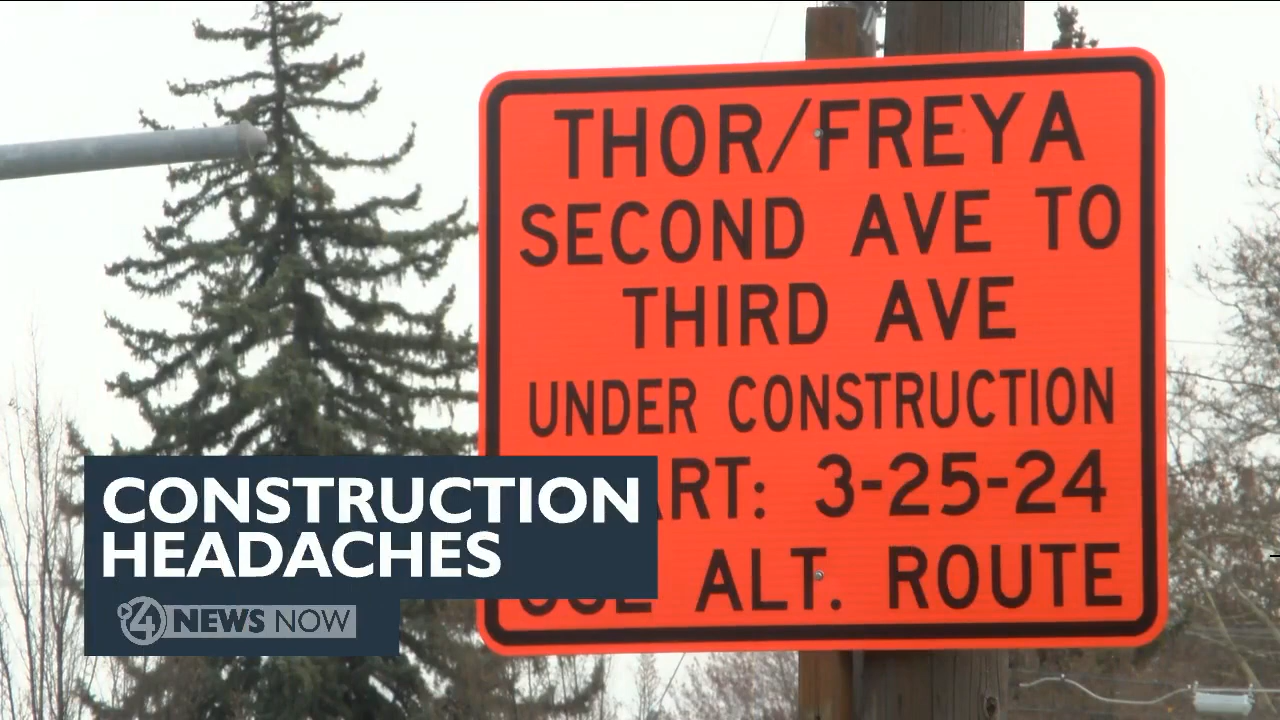 THOR/FREYA
SECOND AVE TO
THIRD AVE
UNDER CONSTRUCTION
ART: 3-25-24
ALT. ROUTE
CONSTRUCTION
HEADACHES
4 NEWS NOW